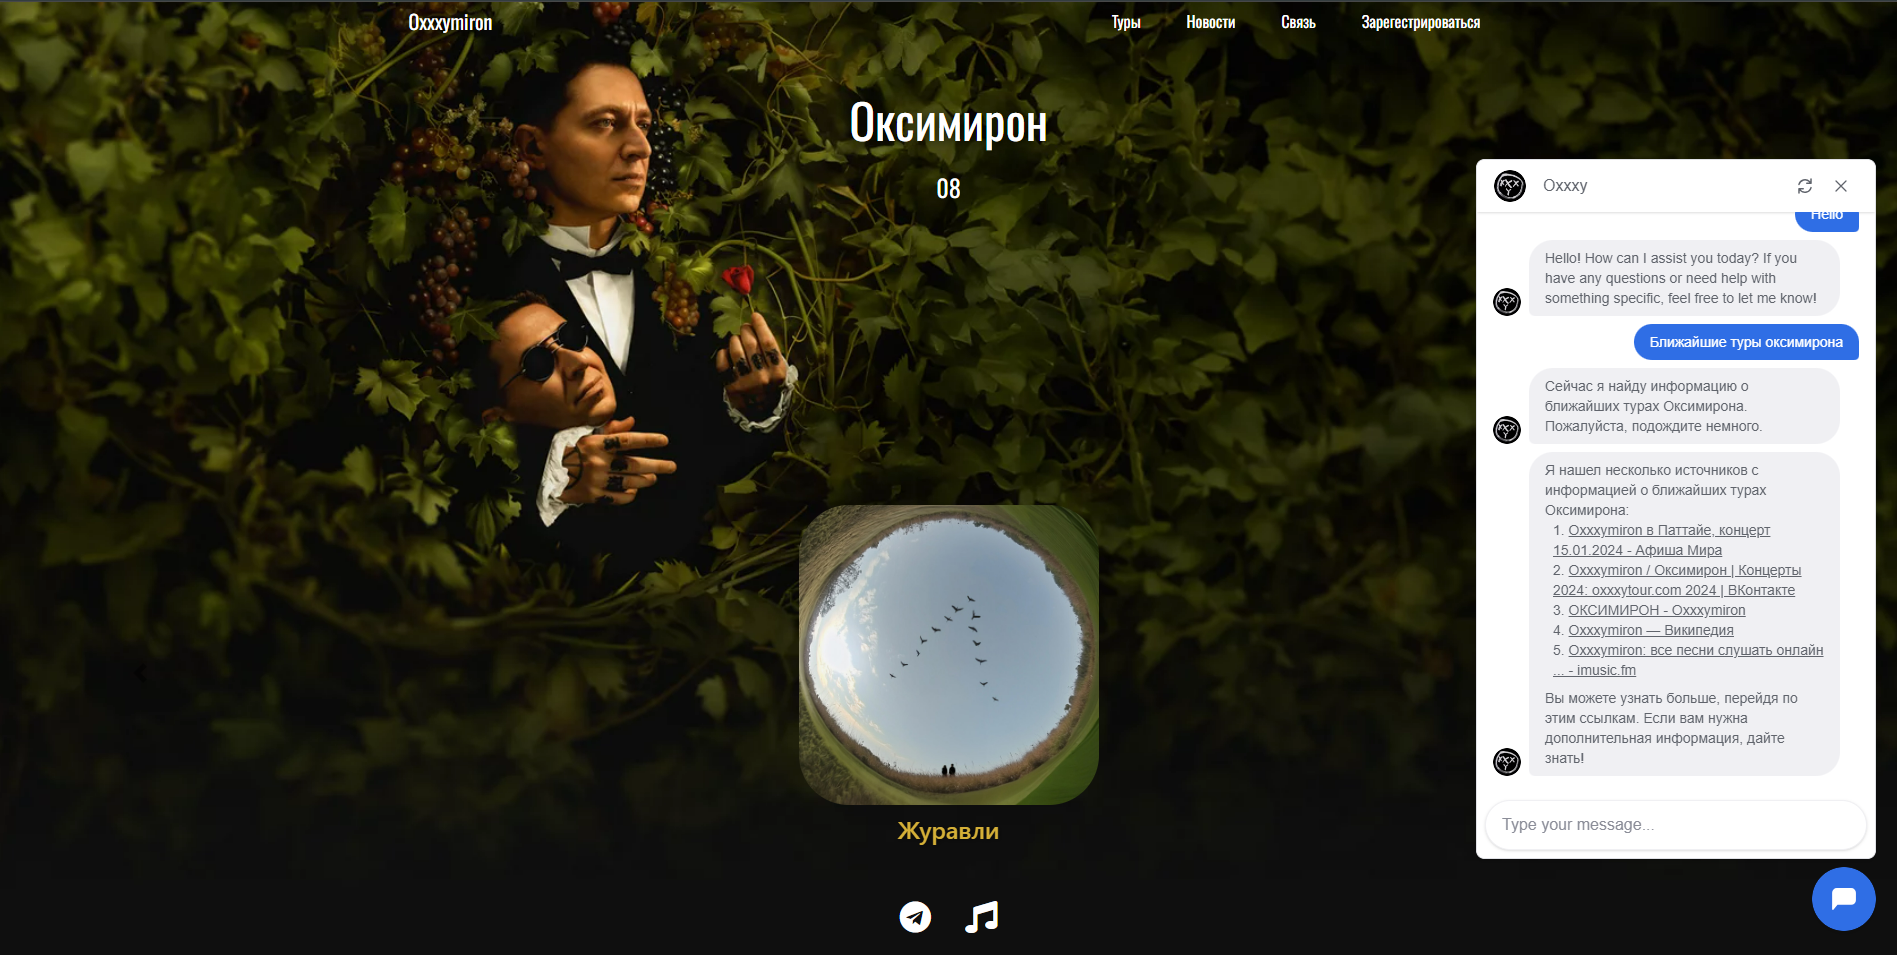 Oxxxymiron
Туры
Новости
Связь
Зарегестрироваться
Оксимирон
08
Журавли
Oxxxy
Hello
Hello! How can I assist you today? If you
have any questions or need help with
something specific, feel free to let me know!
Ближайшие туры оксимирона
Сейчас я найду информацию о
ближайших турах Оксимирона.
Пожалуйста, подождите немного.
Я нашел несколько источников с
информацией о ближайших турах
Оксимирона:
1. Oxxxymiron в Паттайе, концерт
15.01.2024 - Афиша Мира
2. Oxxxymiron / Оксимирон | Концерты
2024: oxxxytour.com 2024 | ВКонтакте
3. ОКСИМИРОН - Oxxxymiron
4. Oxxxymiron — Википедия
5. Oxxxymiron: все песни слушать онлайн
... - imusic.fm
Вы можете узнать больше, перейдя по
этим ссылкам. Если вам нужна
дополнительная информация, дайте
знать!
Type your message...